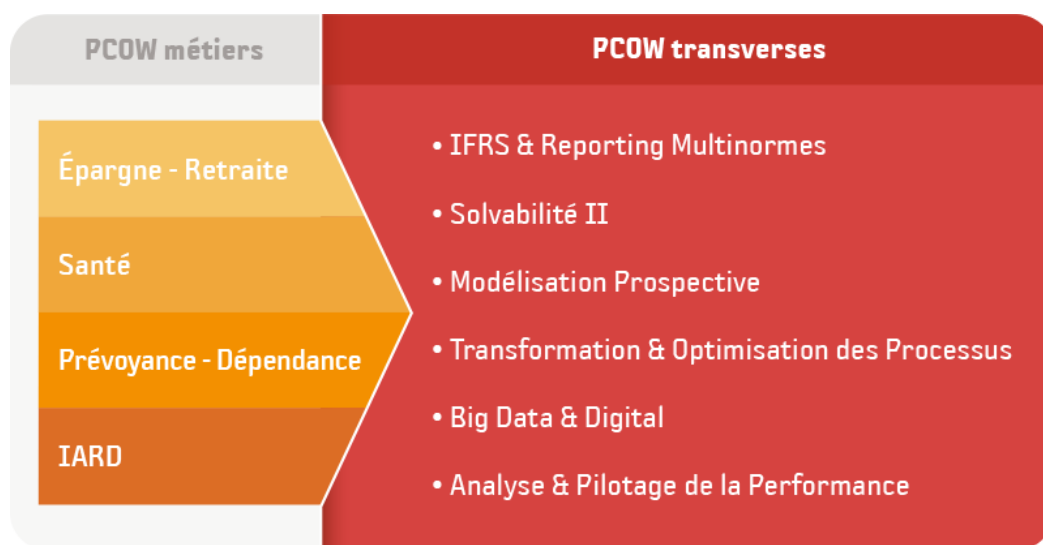 PCOW métiers
Épargne - Retraite
Santé
Prévoyance - Dépendance
IARD
PCOW transverses
• IFRS & Reporting Multinormes
• Solvabilité II
• Modélisation Prospective
• Transformation & Optimisation des Processus
• Big Data & Digital
• Analyse & Pilotage de la Performance